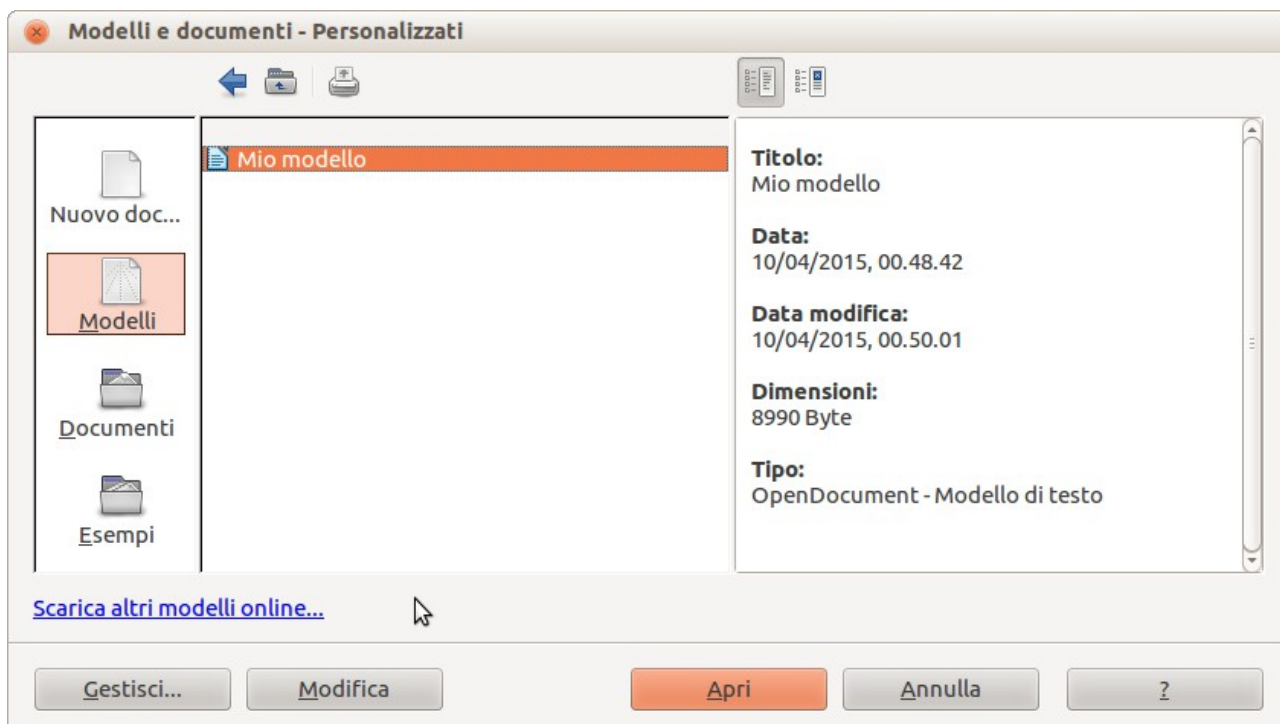 Modelli e documenti - Personalizzati
Nuovo doc...
Modelli
Documenti
Esempi
Mio modello
Titolo:
Mio modello
Data:
10/04/2015, 00.48.42
Data modifica:
10/04/2015, 00.50.01
Dimensioni:
8990 Byte
Tipo:
OpenDocument - Modello di testo
Scarica altri modelli online...
Gestisci... Modifica Apri Annulla ?